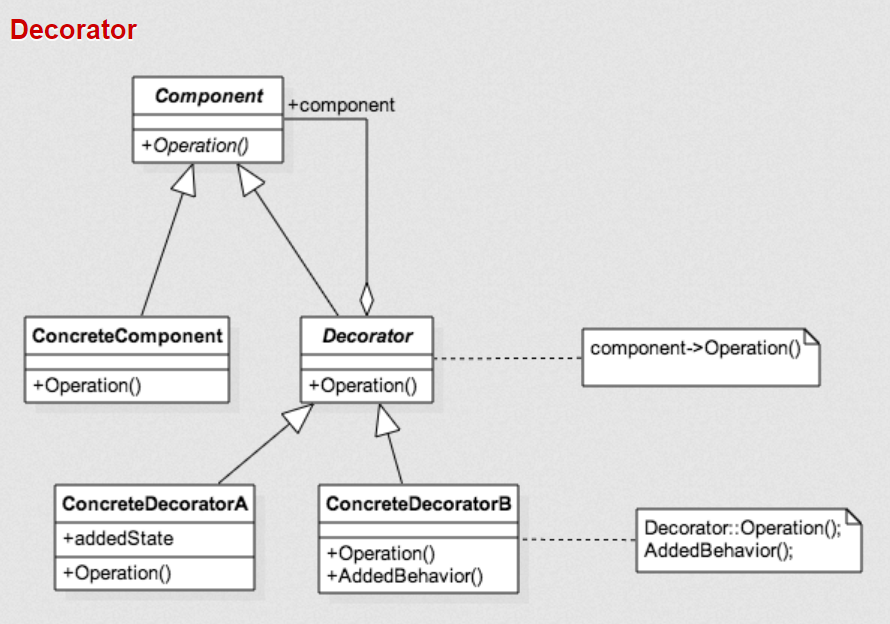 Decorator
Component
+component
+Operation()
ConcreteComponent
+Operation()
Decorator
+Operation()
component->Operation()
ConcreteDecoratorA
+addedState
+Operation()
ConcreteDecoratorB
+Operation()
+AddedBehavior()
Decorator::Operation();
AddedBehavior();